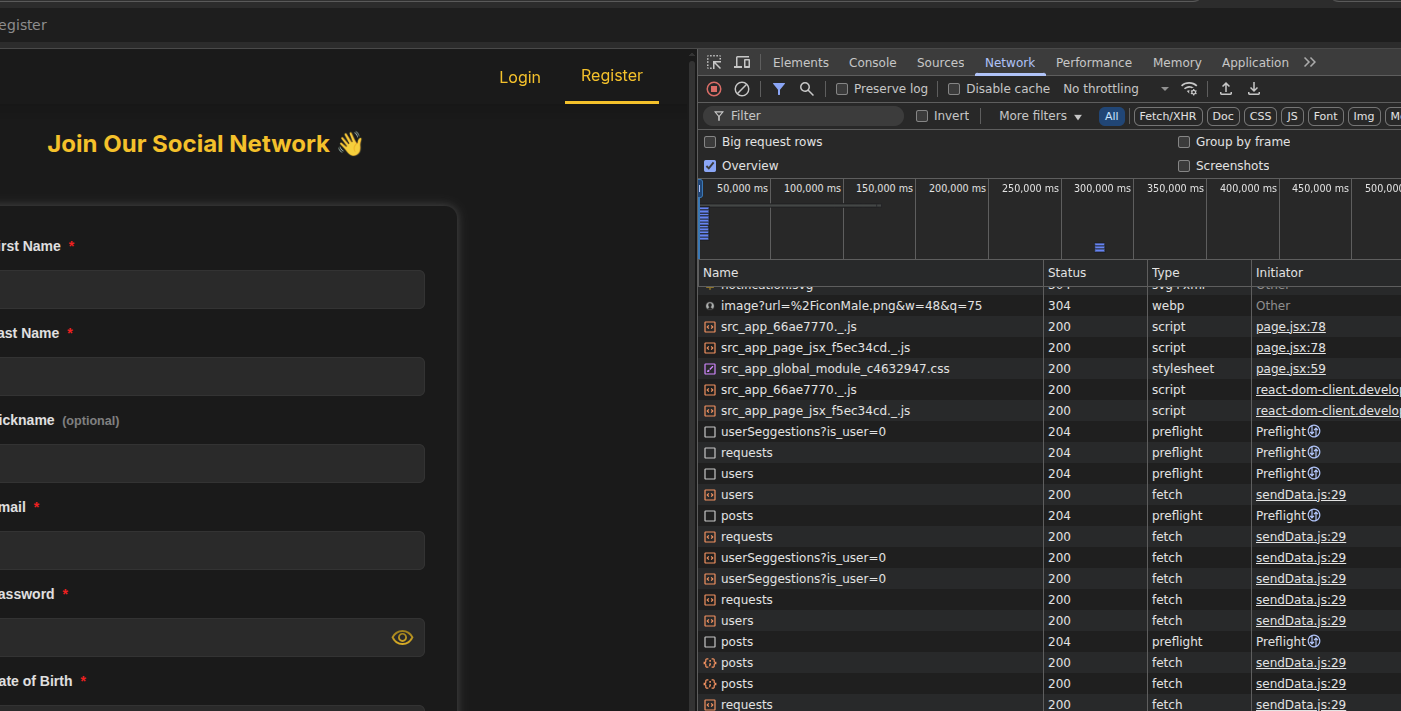 egister
Login
Register
Join Our Social Network 👋
irst Name *
ast Name *
ickname (optional)
mail *
assword *
ate of Birth *
Elements Console Sources Network Performance Memory Application
Preserve log Disable cache No throttling
Filter Invert More filters All Fetch/XHR Doc CSS JS Font Img M
Big request rows Group by frame
Overview Screenshots
50,000 ms 100,000 ms 150,000 ms 200,000 ms 250,000 ms 300,000 ms 350,000 ms 400,000 ms 450,000 ms 500,00
Name Status Type Initiator
notification.svg 304 svg+xml Other
image?url=%2FiconMale.png&w=48&q=75 304 webp Other
src_app_66ae7770._.js 200 script page.jsx:78
src_app_page_jsx_f5ec34cd._.js 200 script page.jsx:78
src_app_global_module_c4632947.css 200 stylesheet page.jsx:59
src_app_66ae7770._.js 200 script react-dom-client.develo
src_app_page_jsx_f5ec34cd._.js 200 script react-dom-client.develo
userSeggestions?is_user=0 204 preflight Preflight
requests 204 preflight Preflight
users 204 preflight Preflight
users 200 fetch sendData.js:29
posts 204 preflight Preflight
requests 200 fetch sendData.js:29
userSeggestions?is_user=0 200 fetch sendData.js:29
userSeggestions?is_user=0 200 fetch sendData.js:29
requests 200 fetch sendData.js:29
users 200 fetch sendData.js:29
posts 204 preflight Preflight
posts 200 fetch sendData.js:29
posts 200 fetch sendData.js:29
requests 200 fetch sendData.js:29